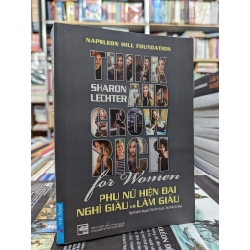 NAPOLEON HILL FOUNDATION
SHARON
LECHTER
THINK
AND
GROW
RICH
for Women
PHỤ NỮ HIỆN ĐẠI
NGHĨ GIÀU VÀ LÀM GIÀU